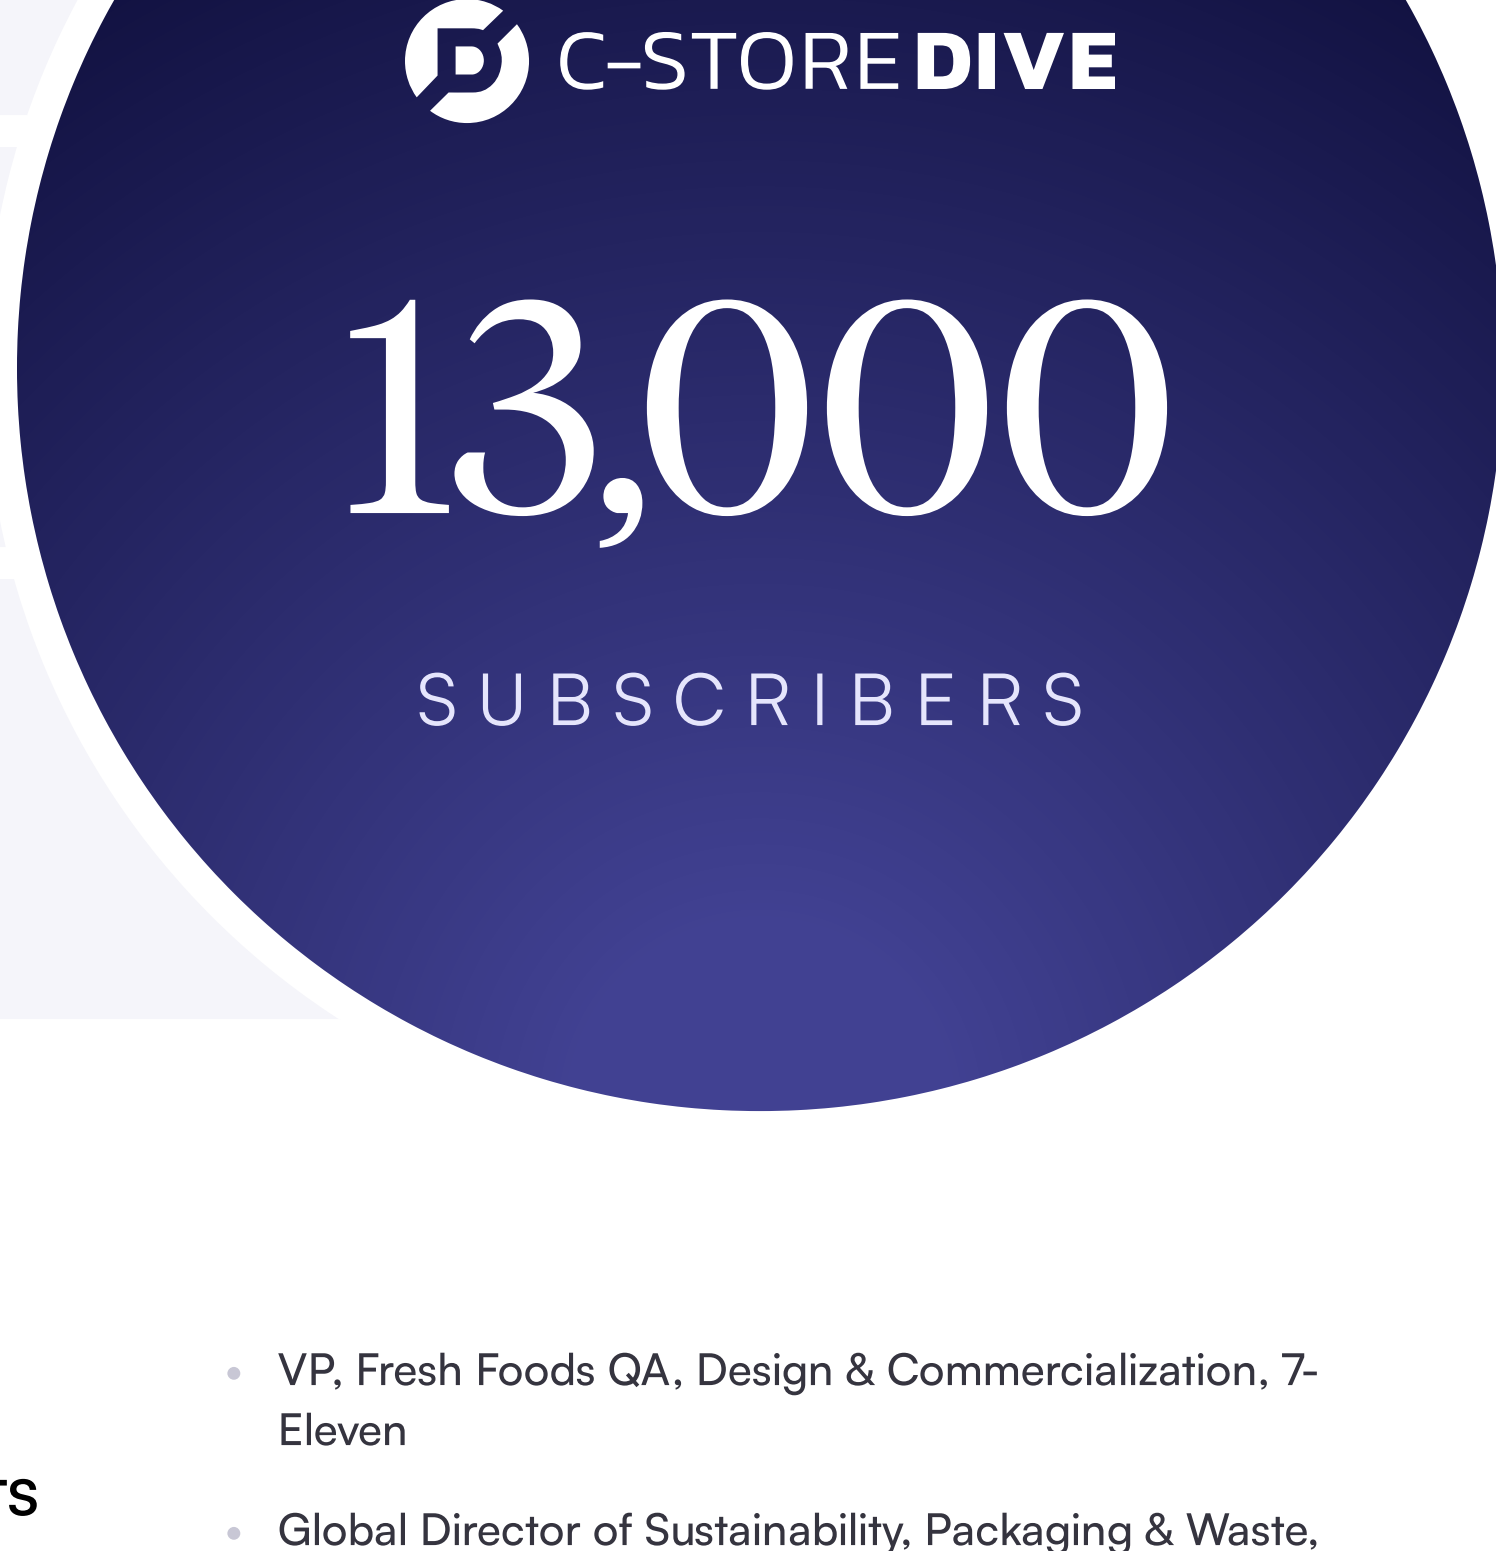 C-STORE DIVE
13,000
SUBSCRIBERS
VP, Fresh Foods QA, Design & Commercialization, 7-
Eleven
TS
Global Director of Sustainability, Packaging & Waste,